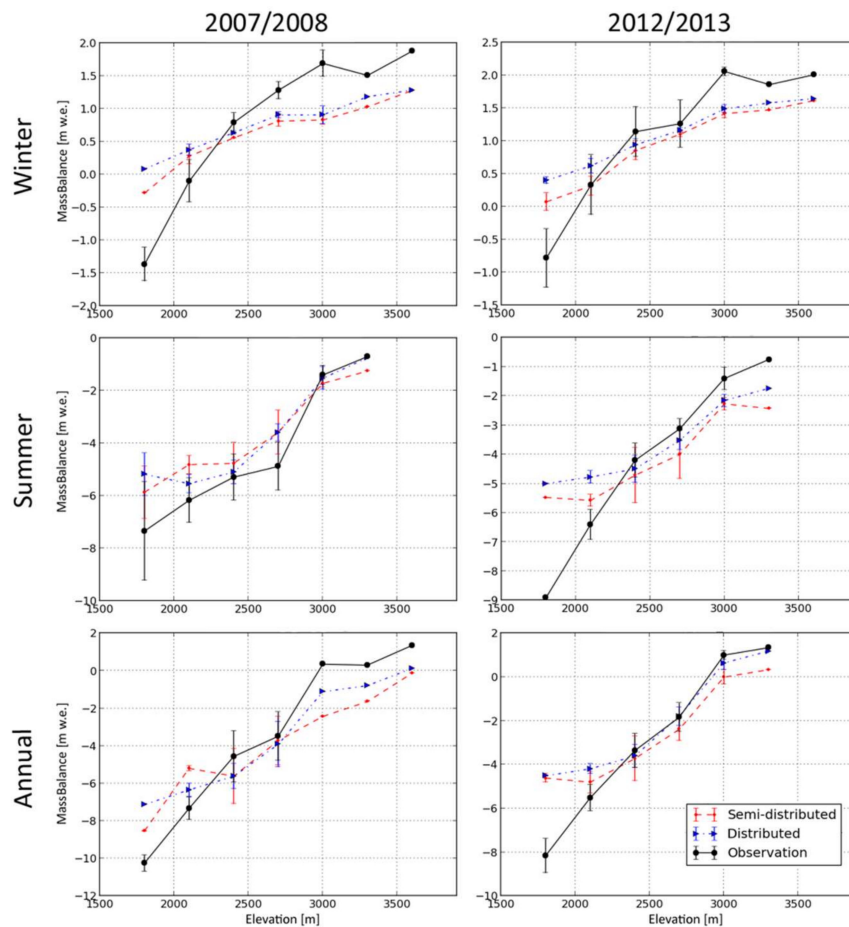 2007/2008
2012/2013
Winter
MassBalance [m w.e.]
2.0
1.5
1.0
0.5
0.0
−0.5
−1.0
−1.5
−2.0
1500 2000 2500 3000 3500
2.5
2.0
1.5
1.0
0.5
0.0
−0.5
−1.0
−1.5
1500 2000 2500 3000 3500
MassBalance [m w.e.]
Summer
MassBalance [m w.e.]
0
−2
−4
−6
−8
−10
1500 2000 2500 3000 3500
MassBalance [m w.e.]
0
−1
−2
−3
−4
−5
−6
−7
−8
−9
1500 2000 2500 3000 3500
Annual
MassBalance [m w.e.]
2
0
−2
−4
−6
−8
−10
−12
1500 2000 2500 3000 3500
Elevation [m]
MassBalance [m w.e.]
2
0
−2
−4
−6
−8
−10
1500 2000 2500 3000 3500
Elevation [m]
Semi-distributed
Distributed
Observation